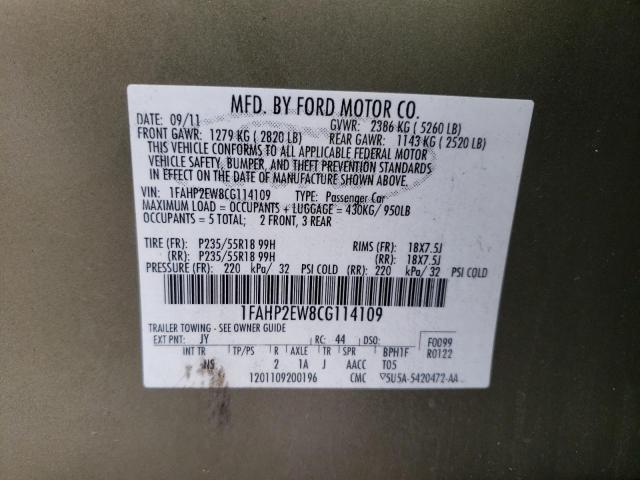 MFD. BY FORD MOTOR CO.
DATE: 09/11 GVWR: 2386 KG ( 5260 LB)
FRONT GAWR: 1279 KG ( 2820 LB) REAR GAWR: 1143 KG ( 2520 LB)
THIS VEHICLE CONFORMS TO ALL APPLICABLE FEDERAL MOTOR
VEHICLE SAFETY, BUMPER, AND THEFT PREVENTION STANDARDS
IN EFFECT ON THE DATE OF MANUFACTURE SHOWN ABOVE.
VIN: 1FAHP2EW8CG114109 TYPE: Passenger Car
MAXIMUM LOAD = OCCUPANTS + LUGGAGE = 430KG/ 950LB
OCCUPANTS = 5 TOTAL; 2 FRONT, 3 REAR
TIRE (FR): P235/55R18 99H RIMS (FR): 18X7.5J
(RR): P235/55R18 99H (RR): 18X7.5J
PRESSURE (FR): 220 kPa/ 32 PSI COLD (RR): 220 kPa/ 32 PSI COLD
1FAHP2EW8CG114109
TRAILER TOWING - SEE OWNER GUIDE
EXT PNT: JY RC: 44 DSO: F0099
INT TR TP/PS R AXLE TR SPR BPH1F R0122
NS 2 1A J AACC T05
1201109200196 CMC ▽5U5A-5420472-AA